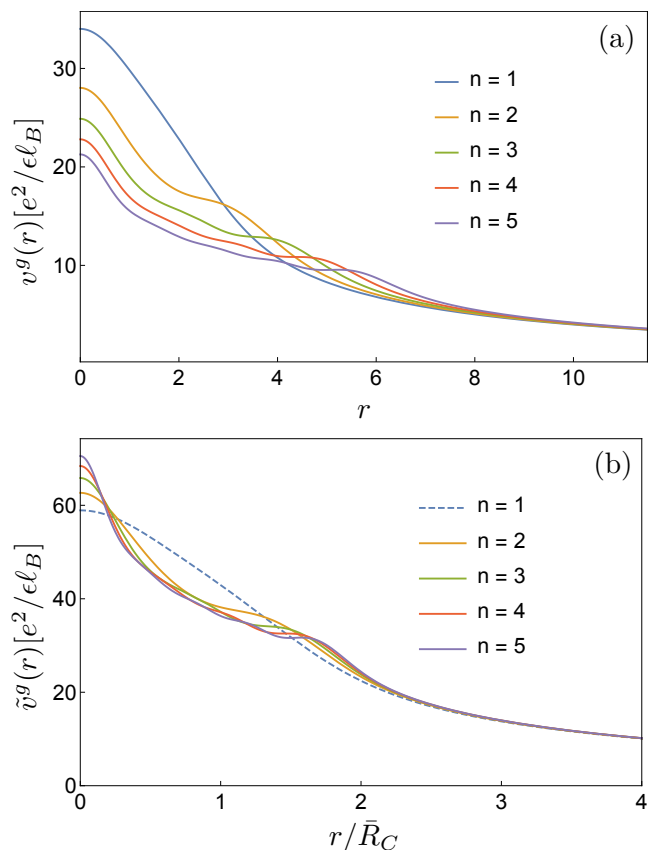 (a)
30
20
10
n = 1
n = 2
n = 3
n = 4
n = 5
v^g(r)[e^2/εℓ_B]
0 2 4 6 8 10
r
(b)
60
40
20
0
n = 1
n = 2
n = 3
n = 4
n = 5
ṽ^g(r)[e^2/εℓ_B]
0 1 2 3 4
r/R̄_C